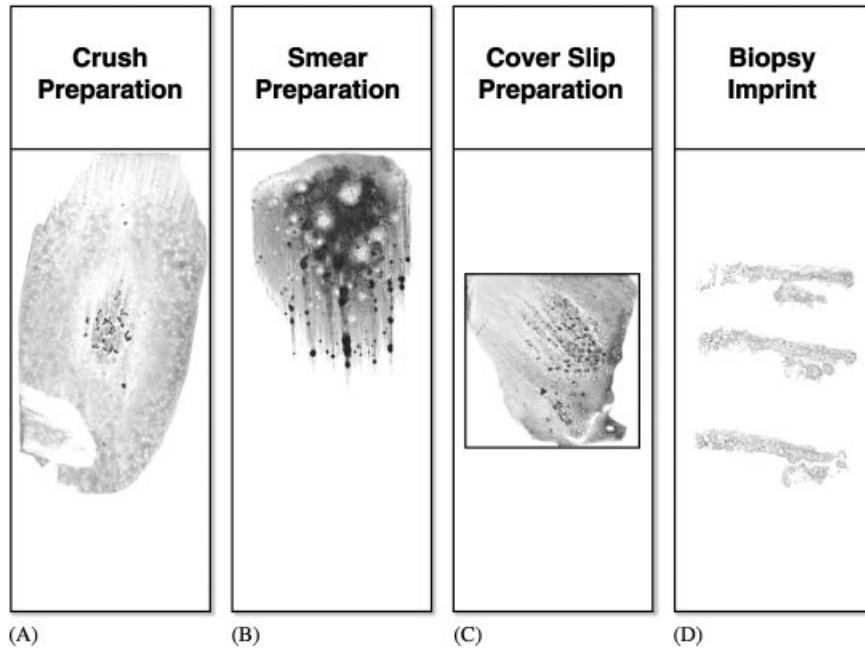 Crush
Preparation
Smear
Preparation
Cover Slip
Preparation
Biopsy
Imprint
(A)
(B)
(C)
(D)